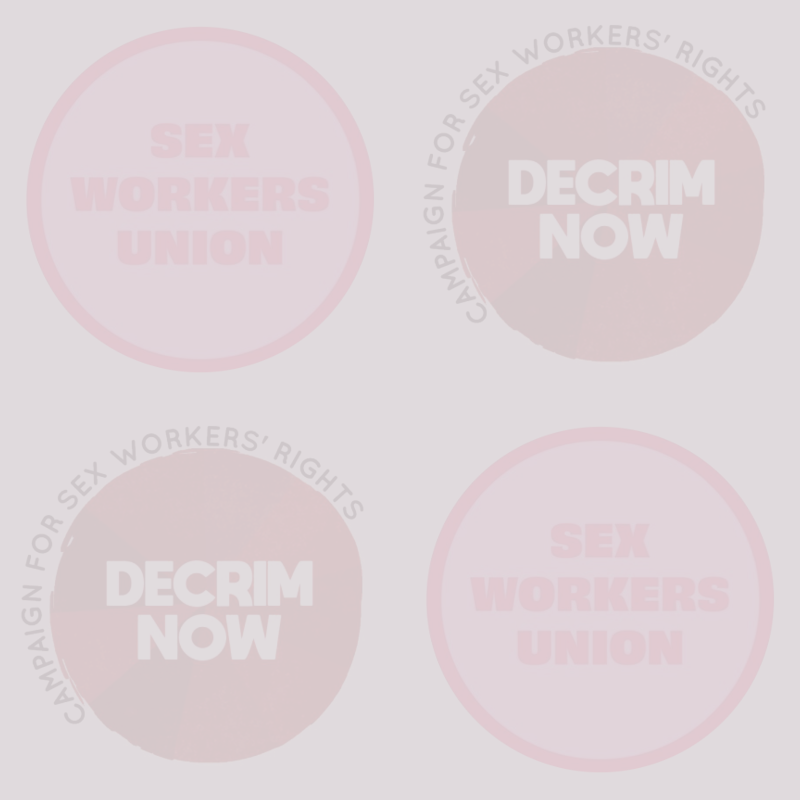 SEX
WORKERS
UNION
CAMPAIGN FOR SEX WORKERS' RIGHTS
DECRIM
NOW
CAMPAIGN FOR SEX WORKERS' RIGHTS
DECRIM
NOW
SEX
WORKERS
UNION